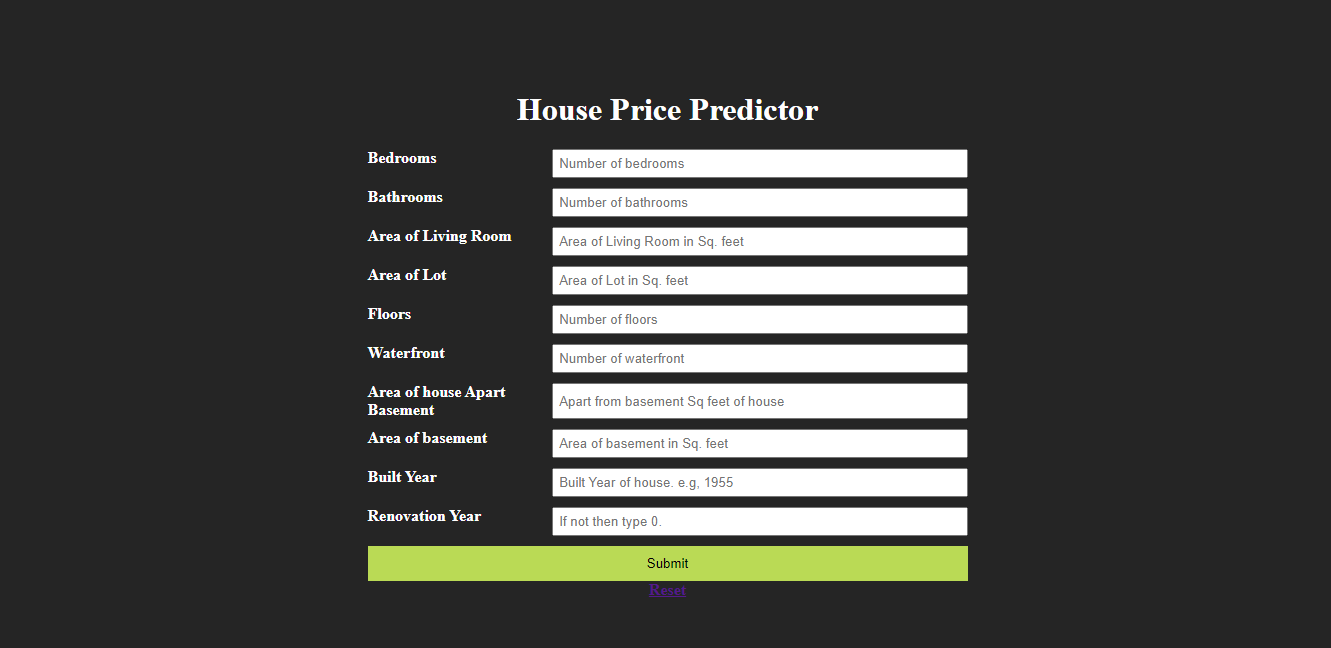 House Price Predictor
Bedrooms
Number of bedrooms
Bathrooms
Number of bathrooms
Area of Living Room
Area of Living Room in Sq. feet
Area of Lot
Area of Lot in Sq. feet
Floors
Number of floors
Waterfront
Number of waterfront
Area of house Apart
Basement
Apart from basement Sq feet of house
Area of basement
Area of basement in Sq. feet
Built Year
Built Year of house. e.g, 1955
Renovation Year
If not then type 0.
Submit
Reset